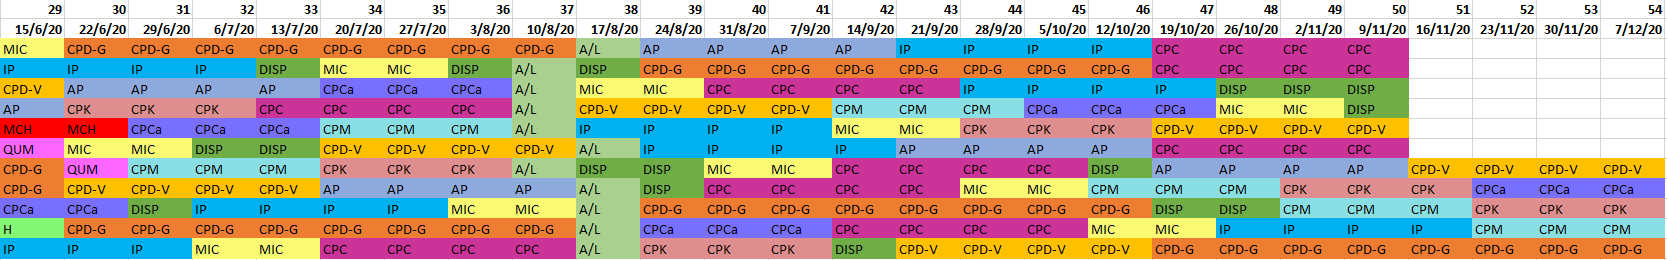 29 30 31 32 33 34 35 36 37 38 39 40 41 42 43 44 45 46 47 48 49 50 51 52 53 54
15/6/20 22/6/20 29/6/20 6/7/20 13/7/20 20/7/20 27/7/20 3/8/20 10/8/20 17/8/20 24/8/20 31/8/20 7/9/20 14/9/20 21/9/20 28/9/20 5/10/20 12/10/20 19/10/20 26/10/20 2/11/20 9/11/20 16/11/20 23/11/20 30/11/20 7/12/20
MIC CPD-G CPD-G CPD-G CPD-G CPD-G CPD-G CPD-G CPD-G A/L AP AP AP AP IP IP IP IP CPC CPC CPC CPC
IP IP IP IP DISP MIC MIC DISP A/L DISP CPD-G CPD-G CPD-G CPD-G CPD-G CPD-G CPD-G CPD-G CPC CPC CPC CPC
CPD-V AP AP AP AP CPCa CPCa CPCa A/L MIC MIC CPC CPC CPC CPC IP IP IP IP DISP DISP DISP
AP CPK CPK CPK CPC CPC CPC CPC A/L CPD-V CPD-V CPD-V CPD-V CPM CPM CPM CPCa CPCa CPCa MIC MIC DISP
MCH MCH CPCa CPCa CPCa CPM CPM CPM A/L IP IP IP IP MIC MIC CPK CPK CPK CPD-V CPD-V CPD-V CPD-V
QUM MIC MIC DISP DISP CPD-V CPD-V CPD-V CPD-V A/L IP IP IP IP AP AP AP AP CPC CPC CPC CPC
CPD-G QUM CPM CPM CPM CPK CPK CPK A/L DISP DISP MIC MIC CPC CPC CPC CPC DISP AP AP AP AP CPD-V CPD-V CPD-V CPD-V
CPD-G CPD-V CPD-V CPD-V CPD-V AP AP AP AP A/L DISP CPC CPC CPC CPC MIC MIC CPM CPM CPM CPK CPK CPK CPCa CPCa CPCa
CPCa CPCa DISP IP IP IP IP MIC MIC A/L CPD-G CPD-G CPD-G CPD-G CPD-G CPD-G CPD-G CPD-G DISP DISP CPM CPM CPM CPK CPK CPK
H CPD-G CPD-G CPD-G CPD-G CPD-G CPD-G CPD-G CPD-G A/L CPCa CPCa CPCa CPC CPC CPC CPC MIC MIC IP IP IP IP CPM CPM CPM
IP IP IP MIC MIC CPC CPC CPC CPC A/L CPK CPK CPK DISP CPD-V CPD-V CPD-V CPD-V CPD-G CPD-G CPD-G CPD-G CPD-G CPD-G CPD-G CPD-G